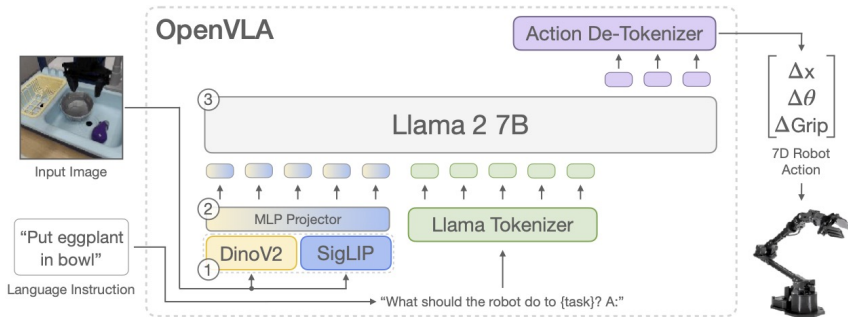 OpenVLA
Action De-Tokenizer
Δx
Δθ
ΔGrip
7D Robot
Action
3
Llama 2 7B
Input Image
2
MLP Projector
Llama Tokenizer
1
DinoV2
SigLIP
“Put eggplant
in bowl”
Language Instruction
“What should the robot do to {task}? A:”